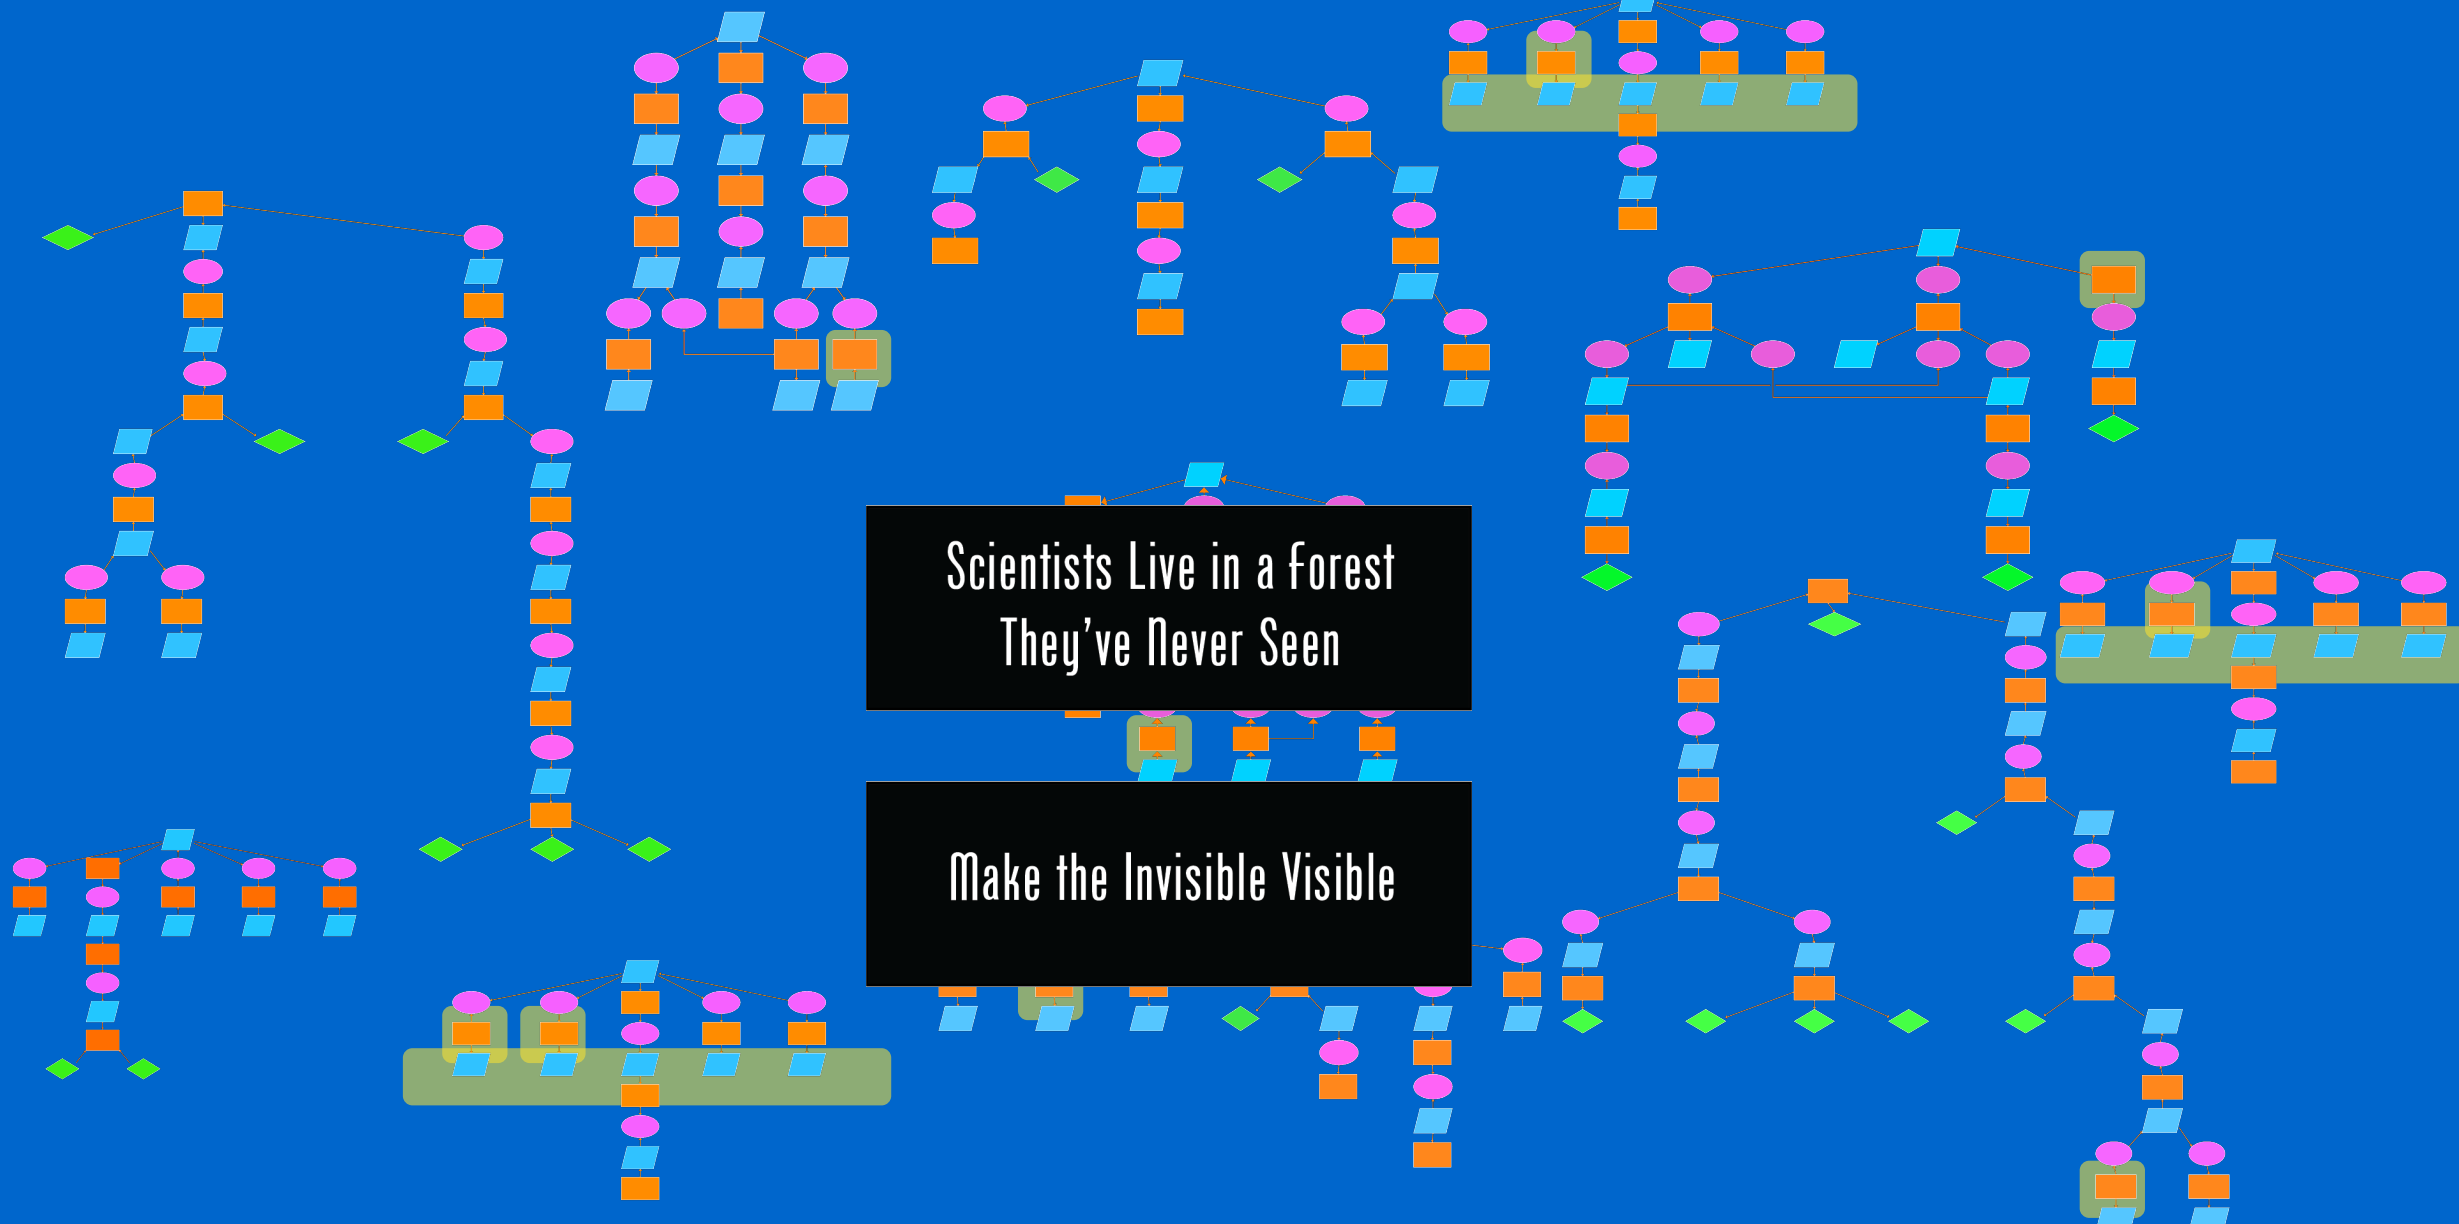 Scientists Live in a Forest
They've Never Seen
Make the Invisible Visible